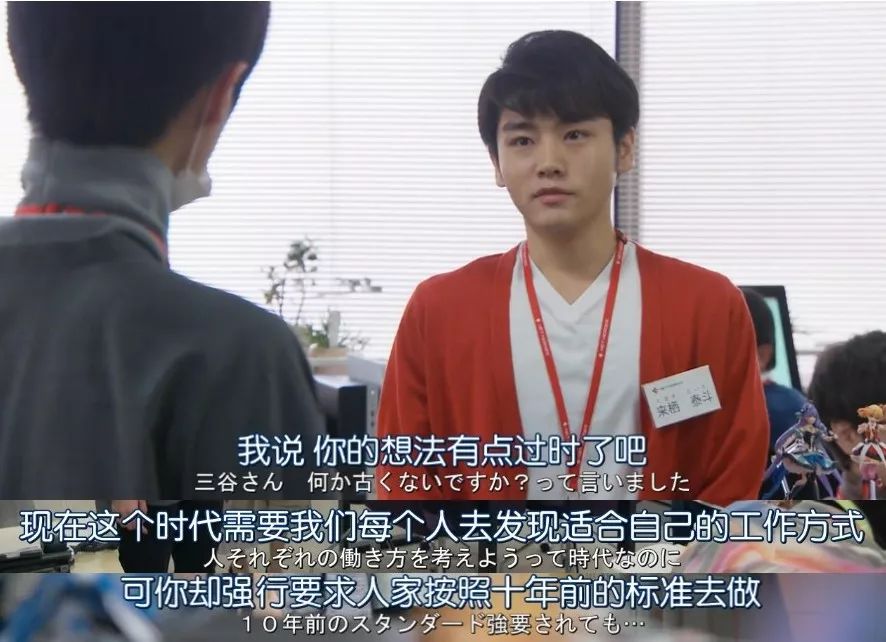 来栖 泰斗
我说 你的想法有点过时了吧
三谷さん 何か古くないですか？って言いました
现在这个时代需要我们每个人去发现适合自己的工作方式
人それぞれの働き方を考えようって時代なのに
可你却强行要求人家按照十年前的标准去做
１０年前のスタンダード強要されても…